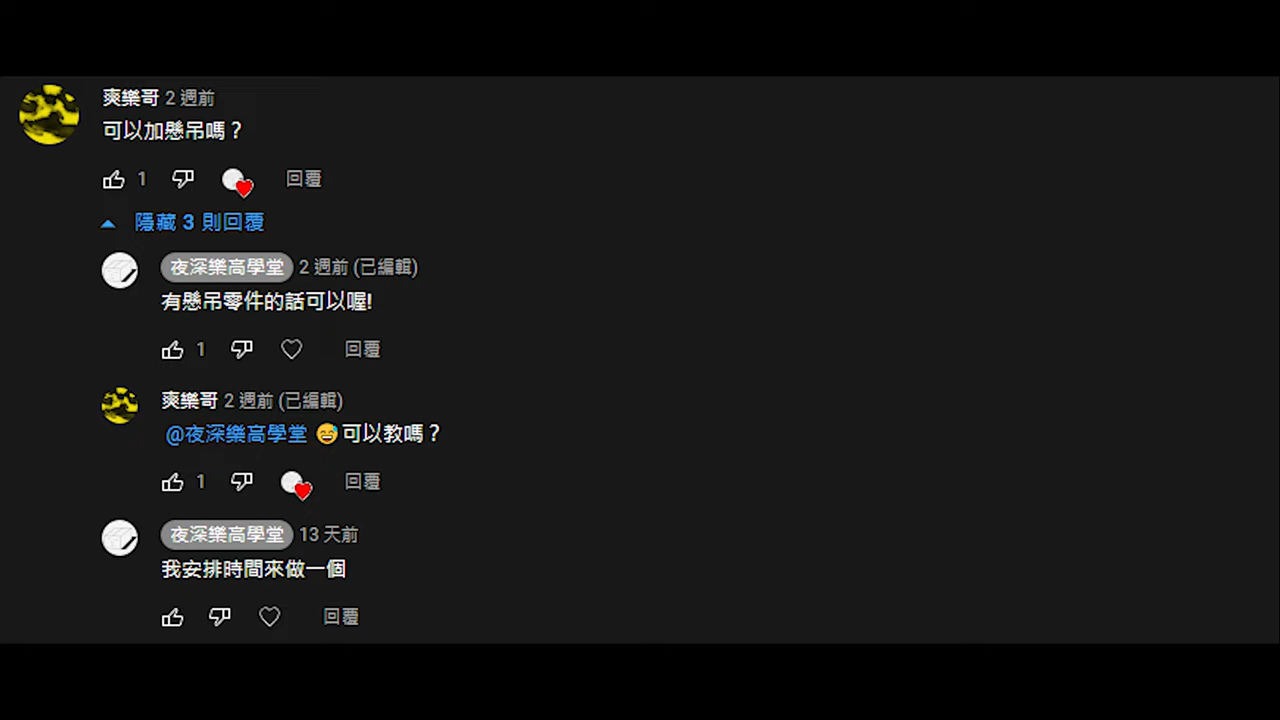 爽樂哥 2 週前
可以加懸吊嗎？
1 回覆
隱藏 3 則回覆
夜深樂高學堂 2 週前 (已編輯)
有懸吊零件的話可以喔!
1 回覆
爽樂哥 2 週前 (已編輯)
@夜深樂高學堂 😅可以教嗎？
1 回覆
夜深樂高學堂 13 天前
我安排時間來做一個
回覆